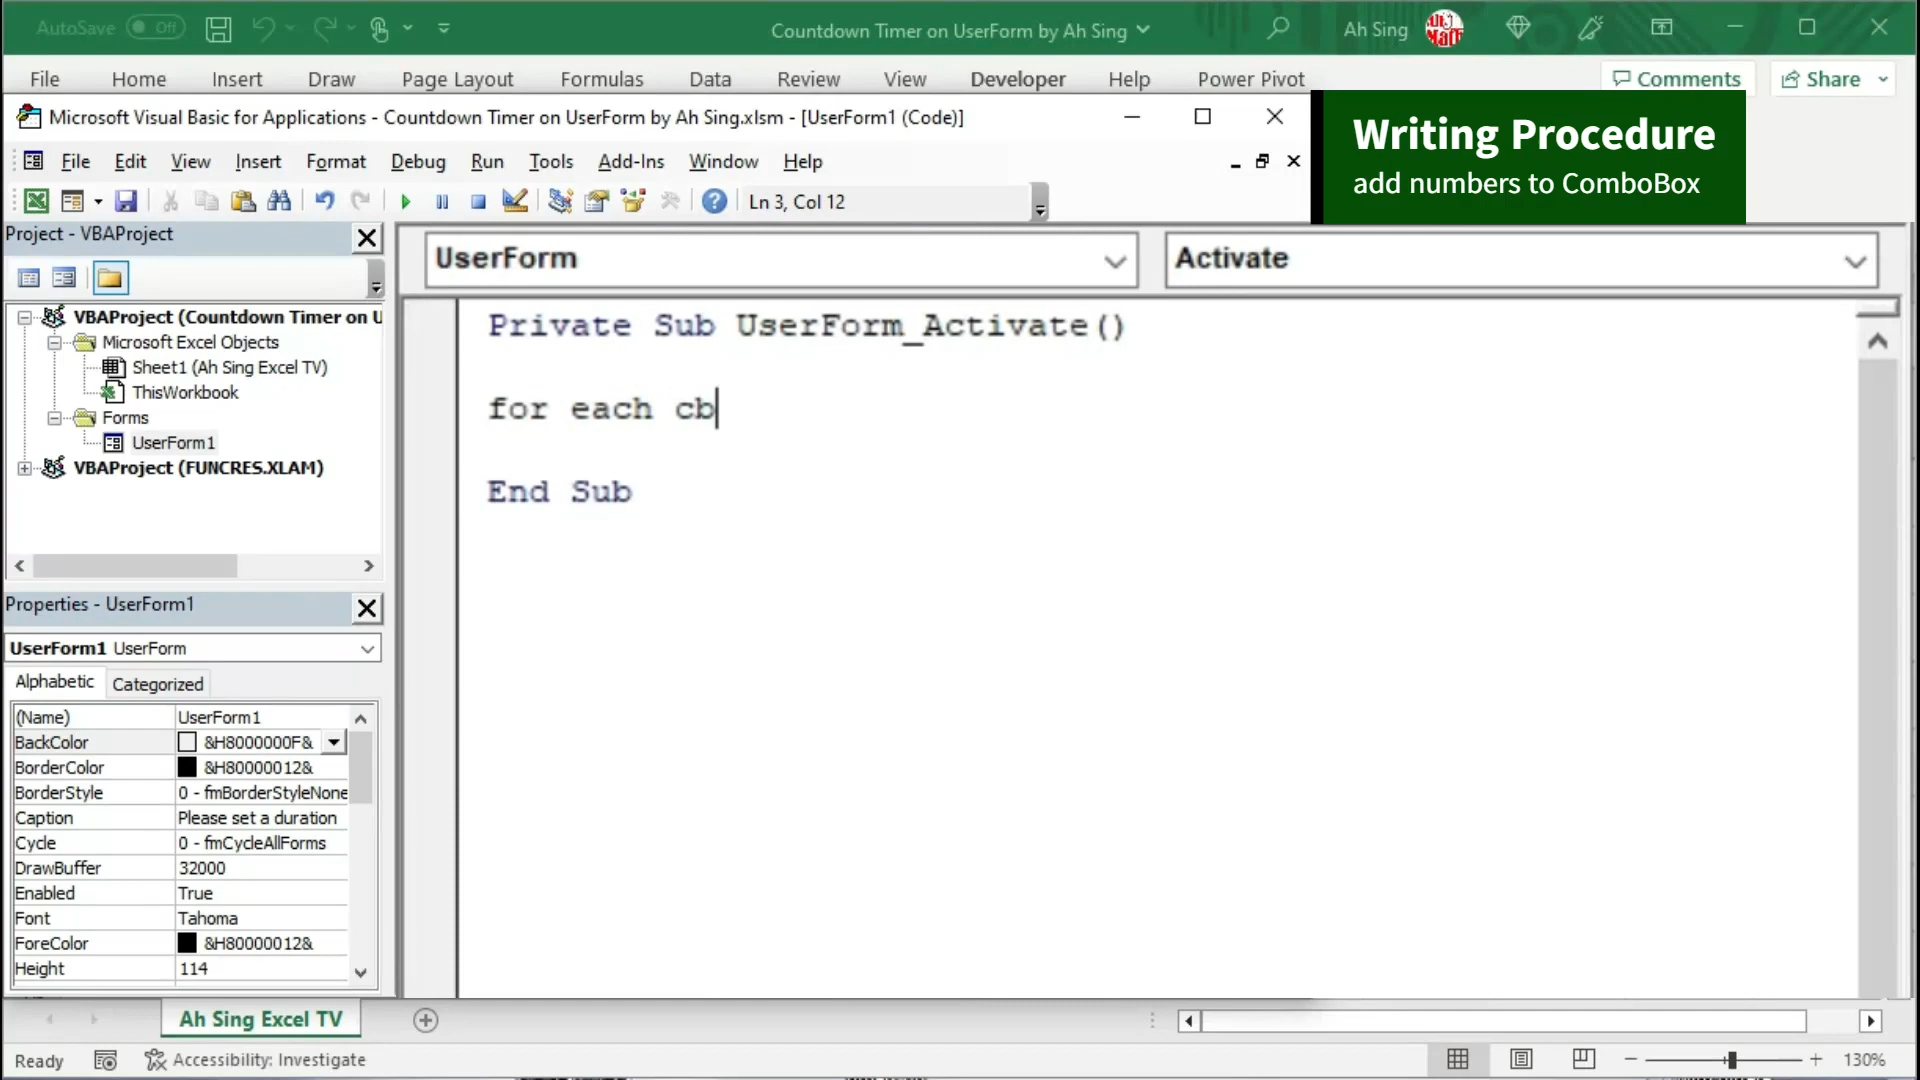 AutoSave Off
Countdown Timer on UserForm by Ah Sing
Ah Sing
File Home Insert Draw Page Layout Formulas Data Review View Developer Help Power Pivot
Comments Share
Microsoft Visual Basic for Applications - Countdown Timer on UserForm by Ah Sing.xlsm - [UserForm1 (Code)]
Writing Procedure
add numbers to ComboBox
File Edit View Insert Format Debug Run Tools Add-Ins Window Help
Ln 3, Col 12
Project - VBAProject
VBAProject (Countdown Timer on U
Microsoft Excel Objects
Sheet1 (Ah Sing Excel TV)
ThisWorkbook
Forms
UserForm1
VBAProject (FUNCRES.XLAM)
UserForm
Activate
Private Sub UserForm_Activate()
for each cb
End Sub
Properties - UserForm1
UserForm1 UserForm
Alphabetic Categorized
(Name) UserForm1
BackColor &H8000000F&
BorderColor &H80000012&
BorderStyle 0 - fmBorderStyleNone
Caption Please set a duration
Cycle 0 - fmCycleAllForms
DrawBuffer 32000
Enabled True
Font Tahoma
ForeColor &H80000012&
Height 114
Ah Sing Excel TV
Ready Accessibility: Investigate
130%